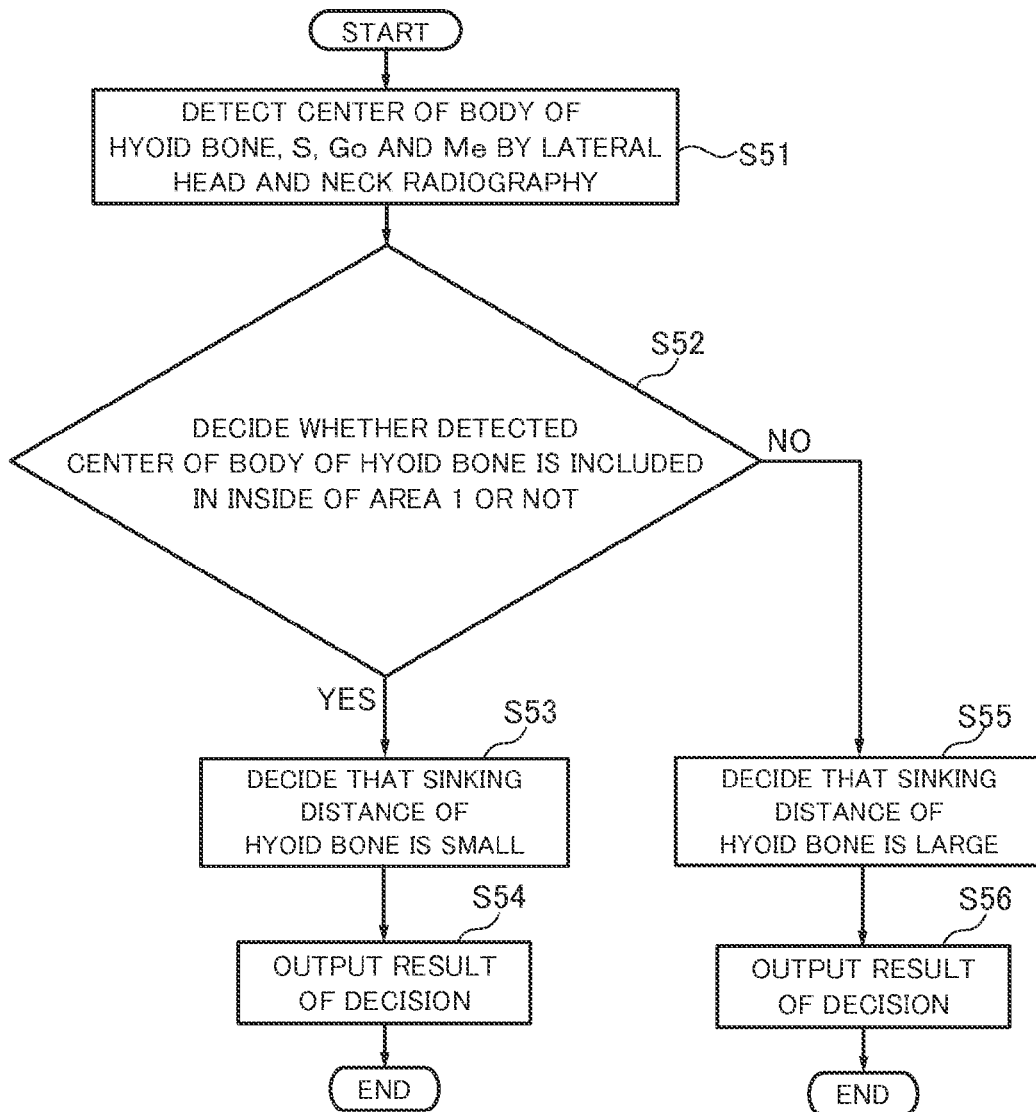 START
DETECT CENTER OF BODY OF
HYOID BONE, S, Go AND Me BY LATERAL
HEAD AND NECK RADIOGRAPHY
S51
S52
DECIDE WHETHER DETECTED
CENTER OF BODY OF HYOID BONE IS INCLUDED
IN INSIDE OF AREA 1 OR NOT
NO
YES
S53
DECIDE THAT SINKING
DISTANCE OF
HYOID BONE IS SMALL
S54
OUTPUT RESULT
OF DECISION
END
S55
DECIDE THAT SINKING
DISTANCE OF
HYOID BONE IS LARGE
S56
OUTPUT RESULT
OF DECISION
END